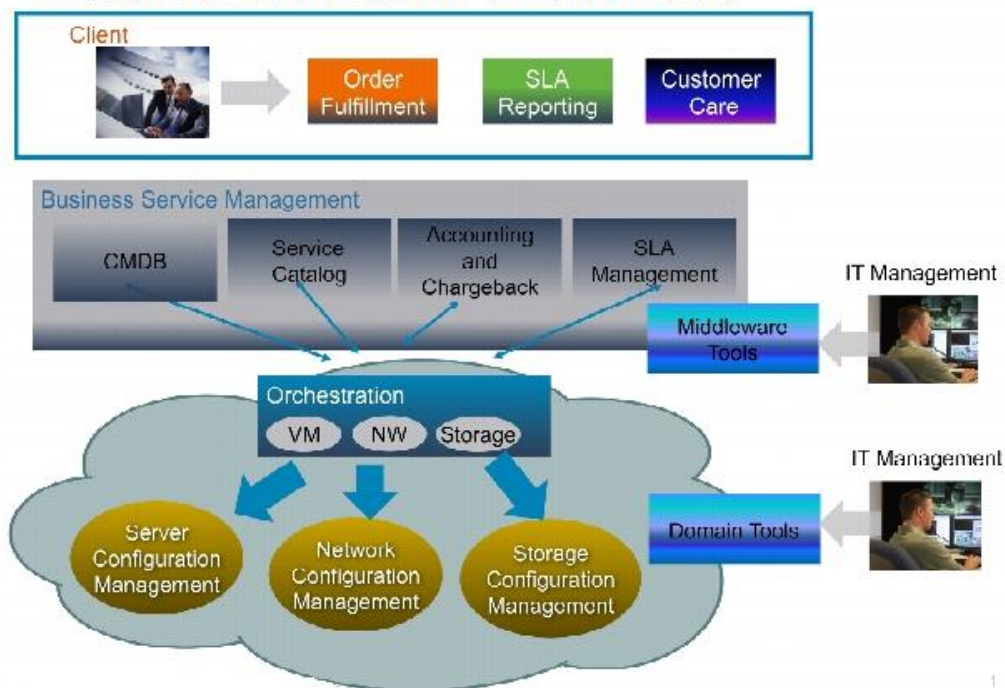 Client
Order
Fulfillment
SLA
Reporting
Customer
Care
Business Service Management
CMDB
Service
Catalog
Accounting
and
Chargeback
SLA
Management
IT Management
Middleware
Tools
Orchestration
VM
NW
Storage
IT Management
Domain Tools
Server
Configuration
Management
Network
Configuration
Management
Storage
Configuration
Management
1